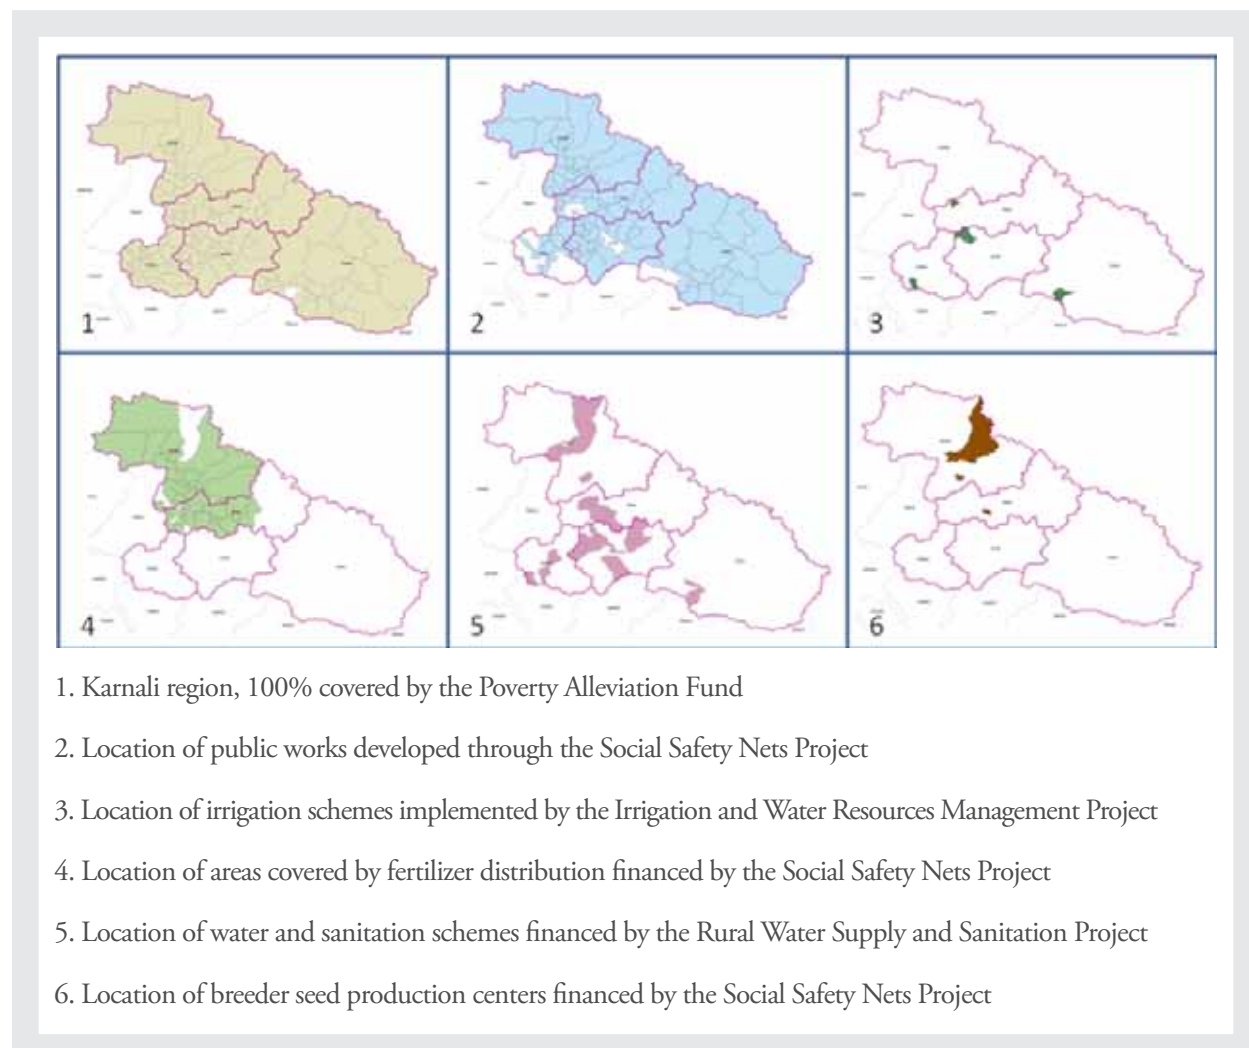 1
2
3
4
5
6
1. Karnali region, 100% covered by the Poverty Alleviation Fund
2. Location of public works developed through the Social Safety Nets Project
3. Location of irrigation schemes implemented by the Irrigation and Water Resources Management Project
4. Location of areas covered by fertilizer distribution financed by the Social Safety Nets Project
5. Location of water and sanitation schemes financed by the Rural Water Supply and Sanitation Project
6. Location of breeder seed production centers financed by the Social Safety Nets Project